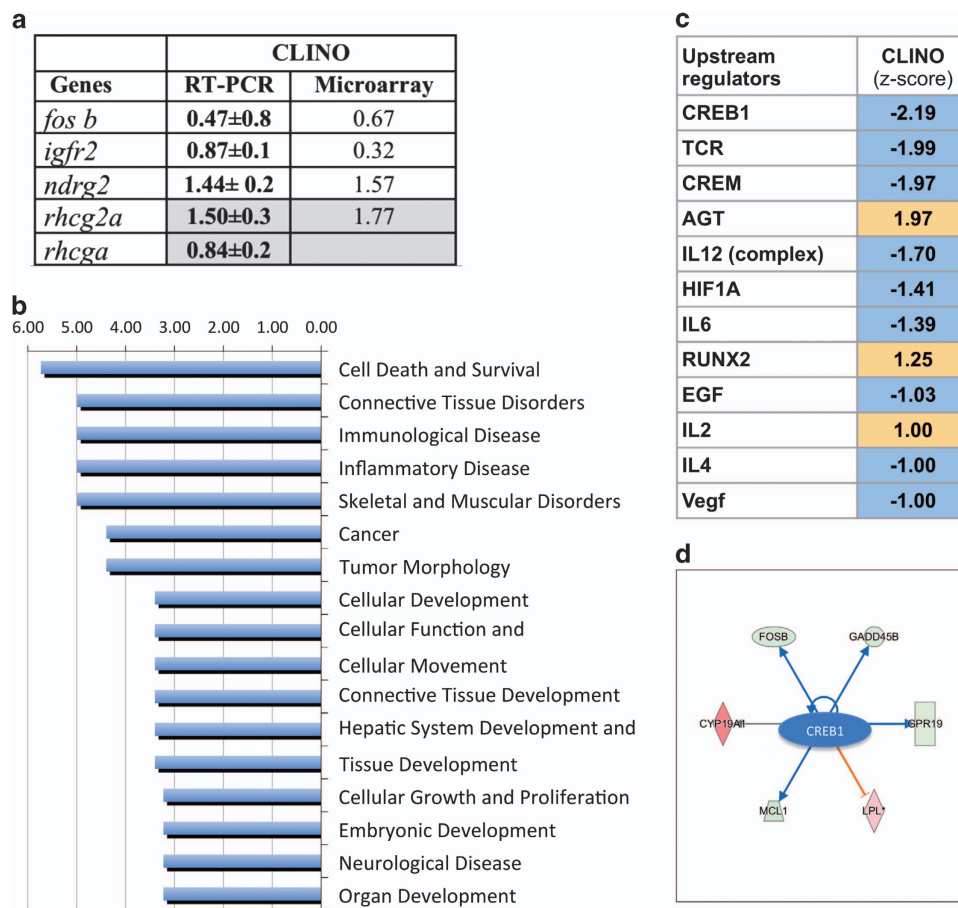 a
CLINO
Genes RT-PCR Microarray
fos b 0.47±0.8 0.67
igfr2 0.87±0.1 0.32
ndrg2 1.44± 0.2 1.57
rhcg2a 1.50±0.3 1.77
rhcga 0.84±0.2
b
6.00 5.00 4.00 3.00 2.00 1.00 0.00
Cell Death and Survival
Connective Tissue Disorders
Immunological Disease
Inflammatory Disease
Skeletal and Muscular Disorders
Cancer
Tumor Morphology
Cellular Development
Cellular Function and
Cellular Movement
Connective Tissue Development
Hepatic System Development and
Tissue Development
Cellular Growth and Proliferation
Embryonic Development
Neurological Disease
Organ Development
c
Upstream CLINO
regulators (z-score)
CREB1 -2.19
TCR -1.99
CREM -1.97
AGT 1.97
IL12 (complex) -1.70
HIF1A -1.41
IL6 -1.39
RUNX2 1.25
EGF -1.03
IL2 1.00
IL4 -1.00
Vegf -1.00
d
FOSB GADD45B
CYP19A1 CREB1 GPR19
MCL1 LPL*